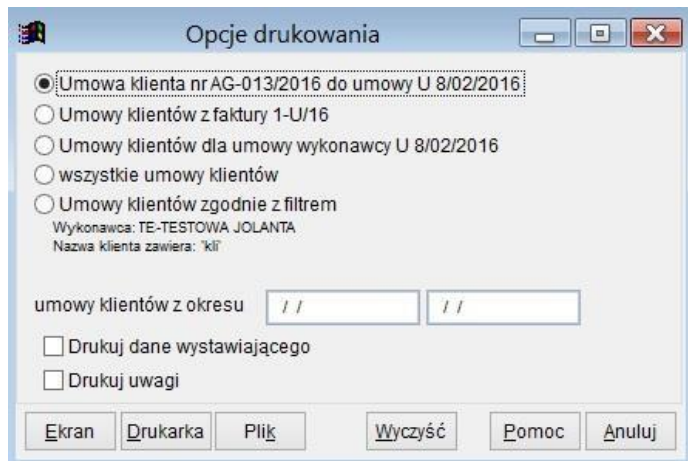 Opcje drukowania
Umowa klienta nr AG-013/2016 do umowy U 8/02/2016
Umowy klientów z faktury 1-U/16
Umowy klientów dla umowy wykonawcy U 8/02/2016
wszystkie umowy klientów
Umowy klientów zgodnie z filtrem
Wykonawca: TE-TESTOWA JOLANTA
Nazwa klienta zawiera: 'kli'
umowy klientów z okresu / / / /
Drukuj dane wystawiającego
Drukuj uwagi
Ekran Drukarka Plik Wyczyść Pomoc Anuluj